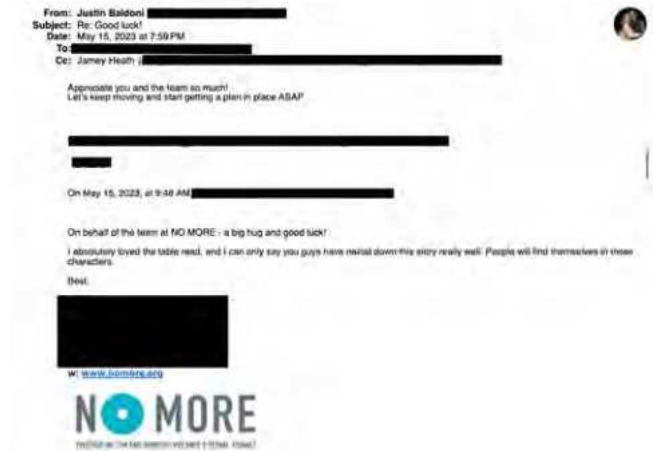 From: Justin Baldoni
Subject: Re: Good luck!
Date: May 15, 2023 at 7:59 PM
To:
Cc: Jamey Heath
Appreciate you and the team so much!
Let's keep moving and start getting a plan in place ASAP
On May 15, 2023, at 9:48 AM
On behalf of the team at NO MORE - a big hug and good luck!
I absolutely loved the table read, and I can only say you guys have nailed down this story really well. People will find themselves in those
characters.
Best,
w: www.nomore.org
NO MORE